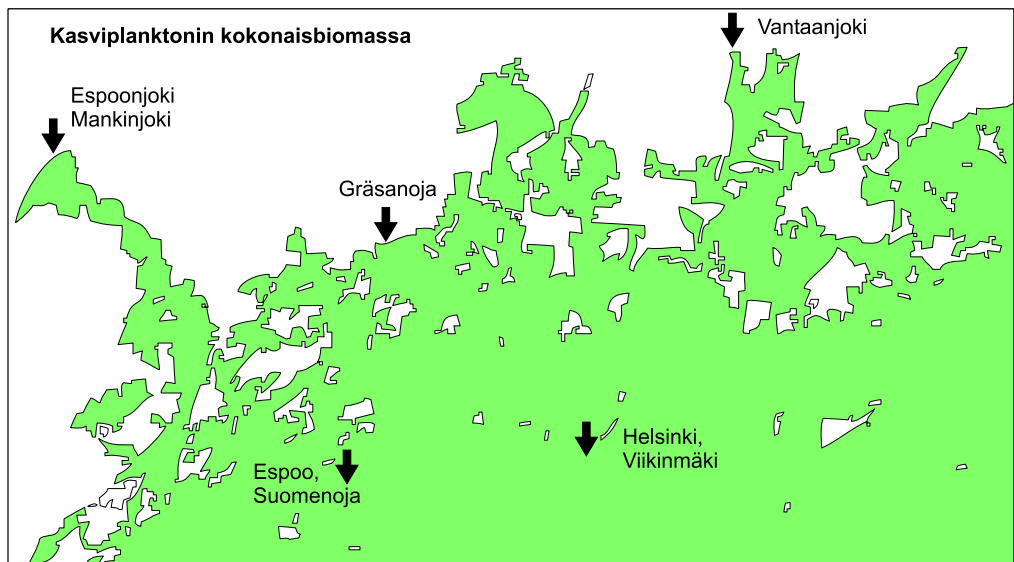 Kasviplanktonin kokonaisbiomassa
Vantaanjoki
Espoonjoki
Mankinjoki
Gräsanoja
Helsinki,
Viikinmäki
Espoo,
Suomenoja